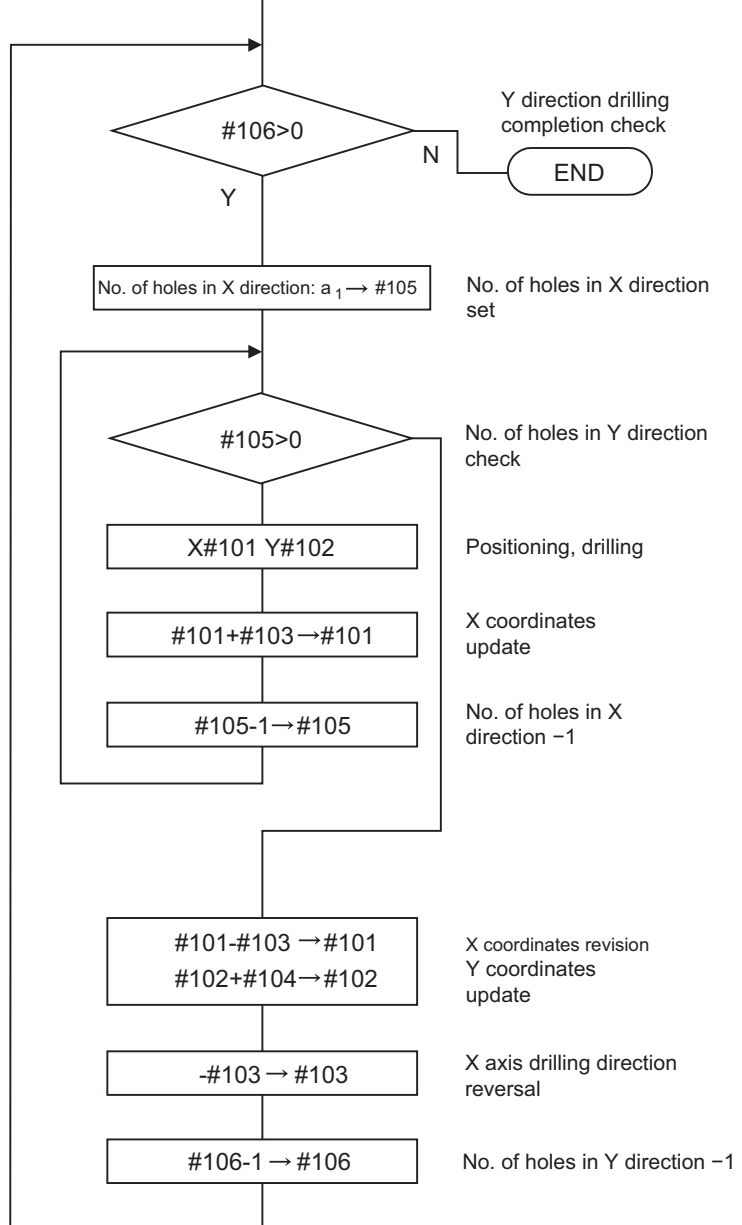 #106>0
Y direction drilling
completion check
N
END
Y
No. of holes in X direction: a 1→ #105
No. of holes in X direction
set
#105>0
No. of holes in Y direction
check
X#101 Y#102
Positioning, drilling
#101+#103→#101
X coordinates
update
#105-1→#105
No. of holes in X
direction −1
#101-#103 →#101
#102+#104→#102
X coordinates revision
Y coordinates
update
-#103→ #103
X axis drilling direction
reversal
#106-1→ #106
No. of holes in Y direction −1